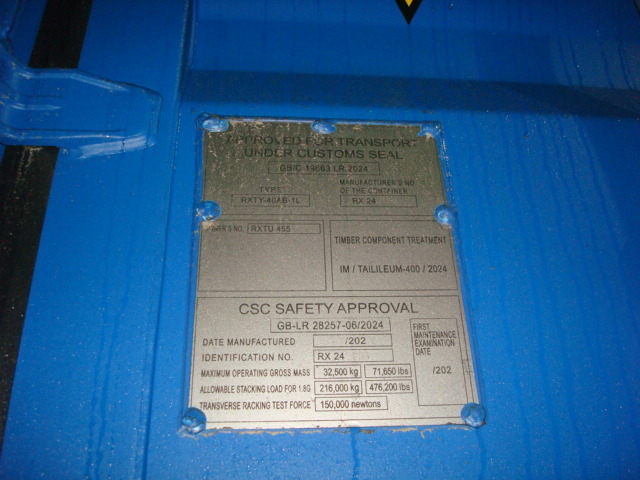 APPROVED FOR TRANSPORT
UNDER CUSTOMS SEAL
GB/C 19863 LR 2024
TYPE
RXTY-40AB-1L
MANUFACTURER'S NO
OF THE CONTAINER
RX 24
OWNER'S NO. RXTU 455
TIMBER COMPONENT TREATMENT
IM / TAILILEUM-400 / 2024
CSC SAFETY APPROVAL
GB-LR 28257-06/2024
DATE MANUFACTURED /202
IDENTIFICATION NO. RX 24
MAXIMUM OPERATING GROSS MASS 32,500 kg 71,650 lbs
ALLOWABLE STACKING LOAD FOR 1.8G 216,000 kg 476,200 lbs
TRANSVERSE RACKING TEST FORCE 150,000 newtons
FIRST
MAINTENANCE
EXAMINATION
DATE
/202